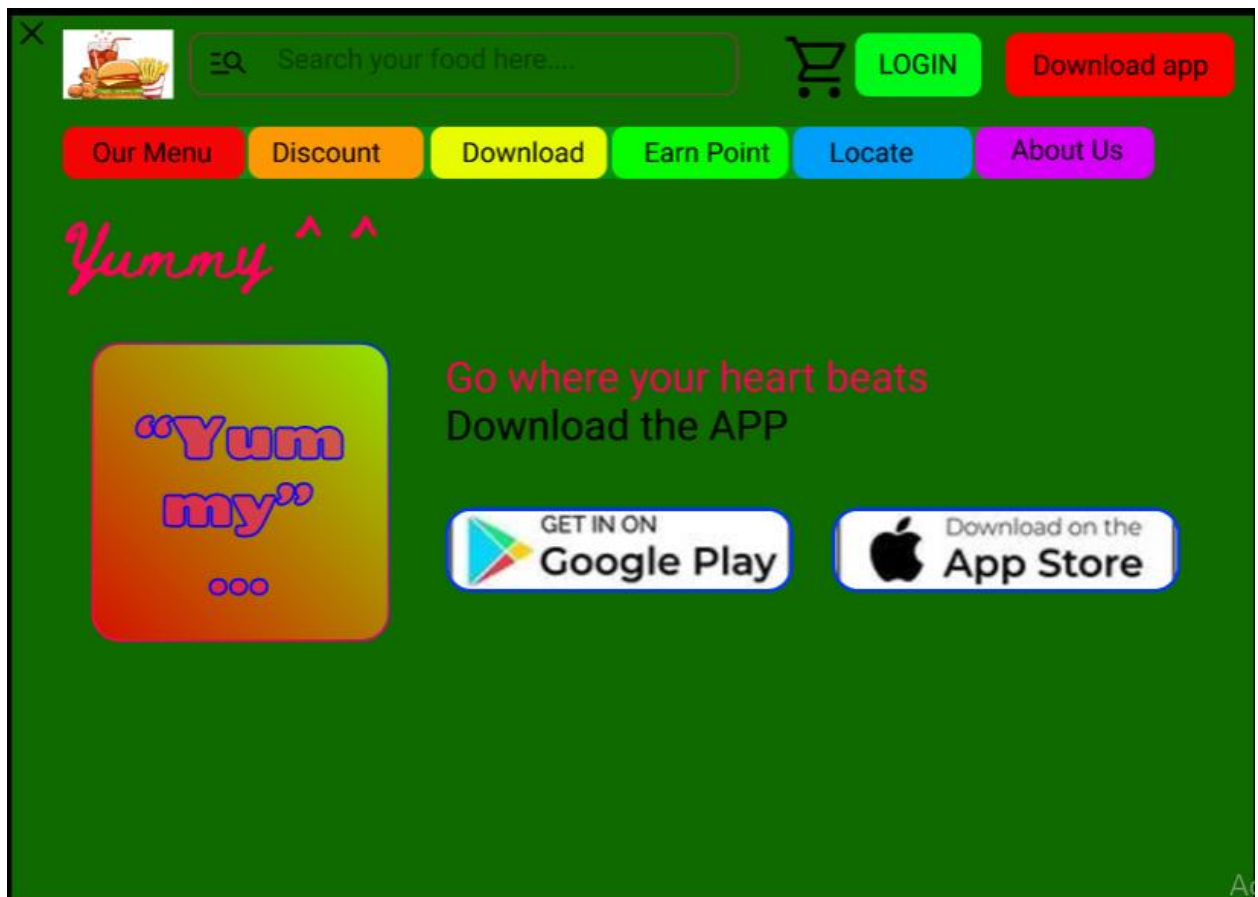 Search your food here....
LOGIN
Download app
Our Menu
Discount
Download
Earn Point
Locate
About Us
Yummy ^ ^
“Yum
my”
...
Go where your heart beats
Download the APP
GET IN ON
Google Play
Download on the
App Store